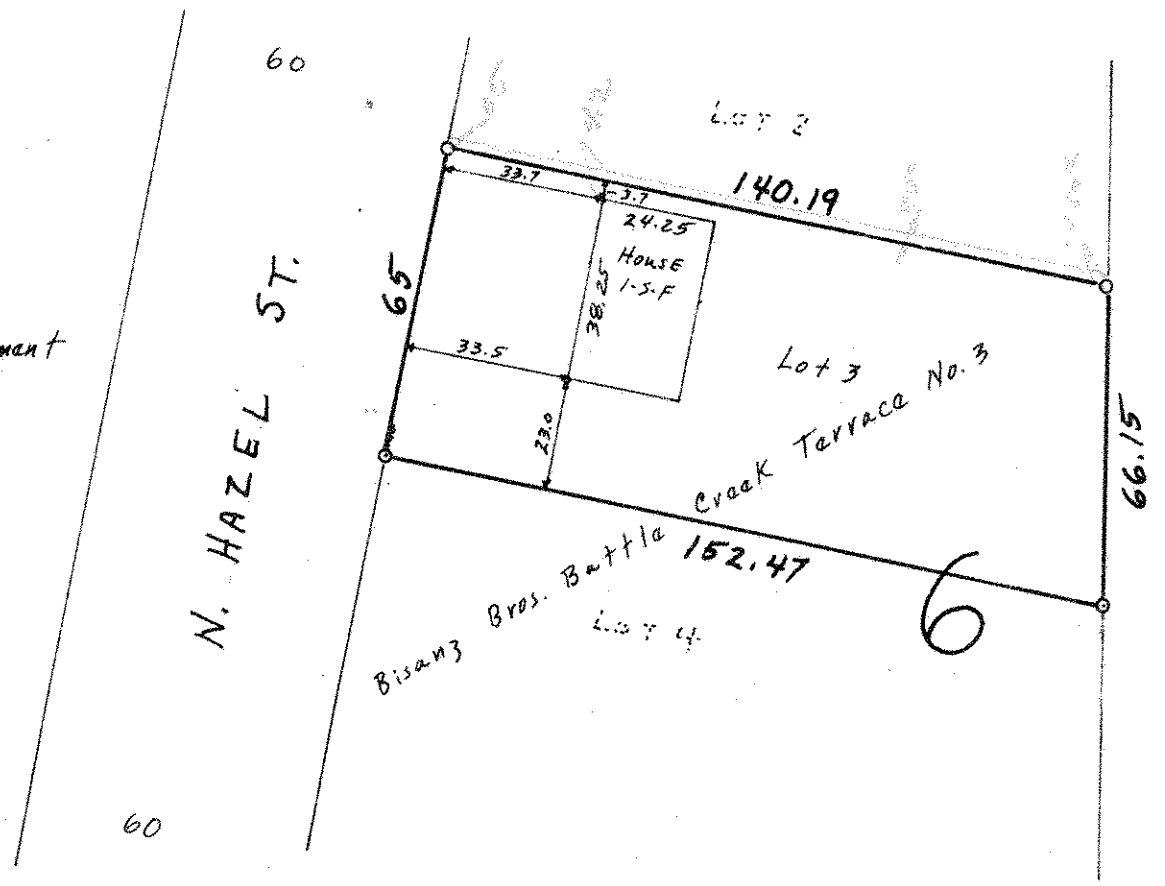 60
Lot 2
33.7
3.7
140.19
24.25
House
1-S-F
38.25
65
N. HAZEL ST.
33.5
Lot 3
23.0
66.15
Bisanz Bros. Battle Creek Terrace No. 3
152.47
6
Lot 4
60